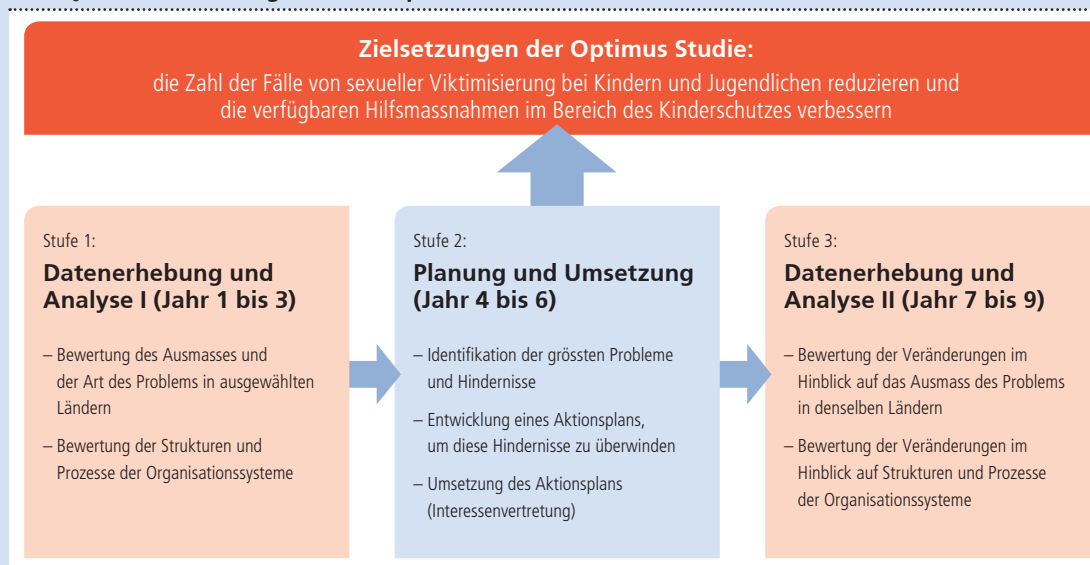 Zielsetzungen der Optimus Studie:
die Zahl der Fälle von sexueller Viktimisierung bei Kindern und Jugendlichen reduzieren und
die verfügbaren Hilfsmassnahmen im Bereich des Kinderschutzes verbessern
Stufe 1:
Datenerhebung und
Analyse I (Jahr 1 bis 3)
– Bewertung des Ausmasses und
der Art des Problems in ausgewählten
Ländern
– Bewertung der Strukturen und
Prozesse der Organisationssysteme
Stufe 2:
Planung und Umsetzung
(Jahr 4 bis 6)
– Identifikation der grössten Probleme
und Hindernisse
– Entwicklung eines Aktionsplans,
um diese Hindernisse zu überwinden
– Umsetzung des Aktionsplans
(Interessenvertretung)
Stufe 3:
Datenerhebung und
Analyse II (Jahr 7 bis 9)
– Bewertung der Veränderungen im
Hinblick auf das Ausmass des Problems
in denselben Ländern
– Bewertung der Veränderungen im
Hinblick auf Strukturen und Prozesse
der Organisationssysteme